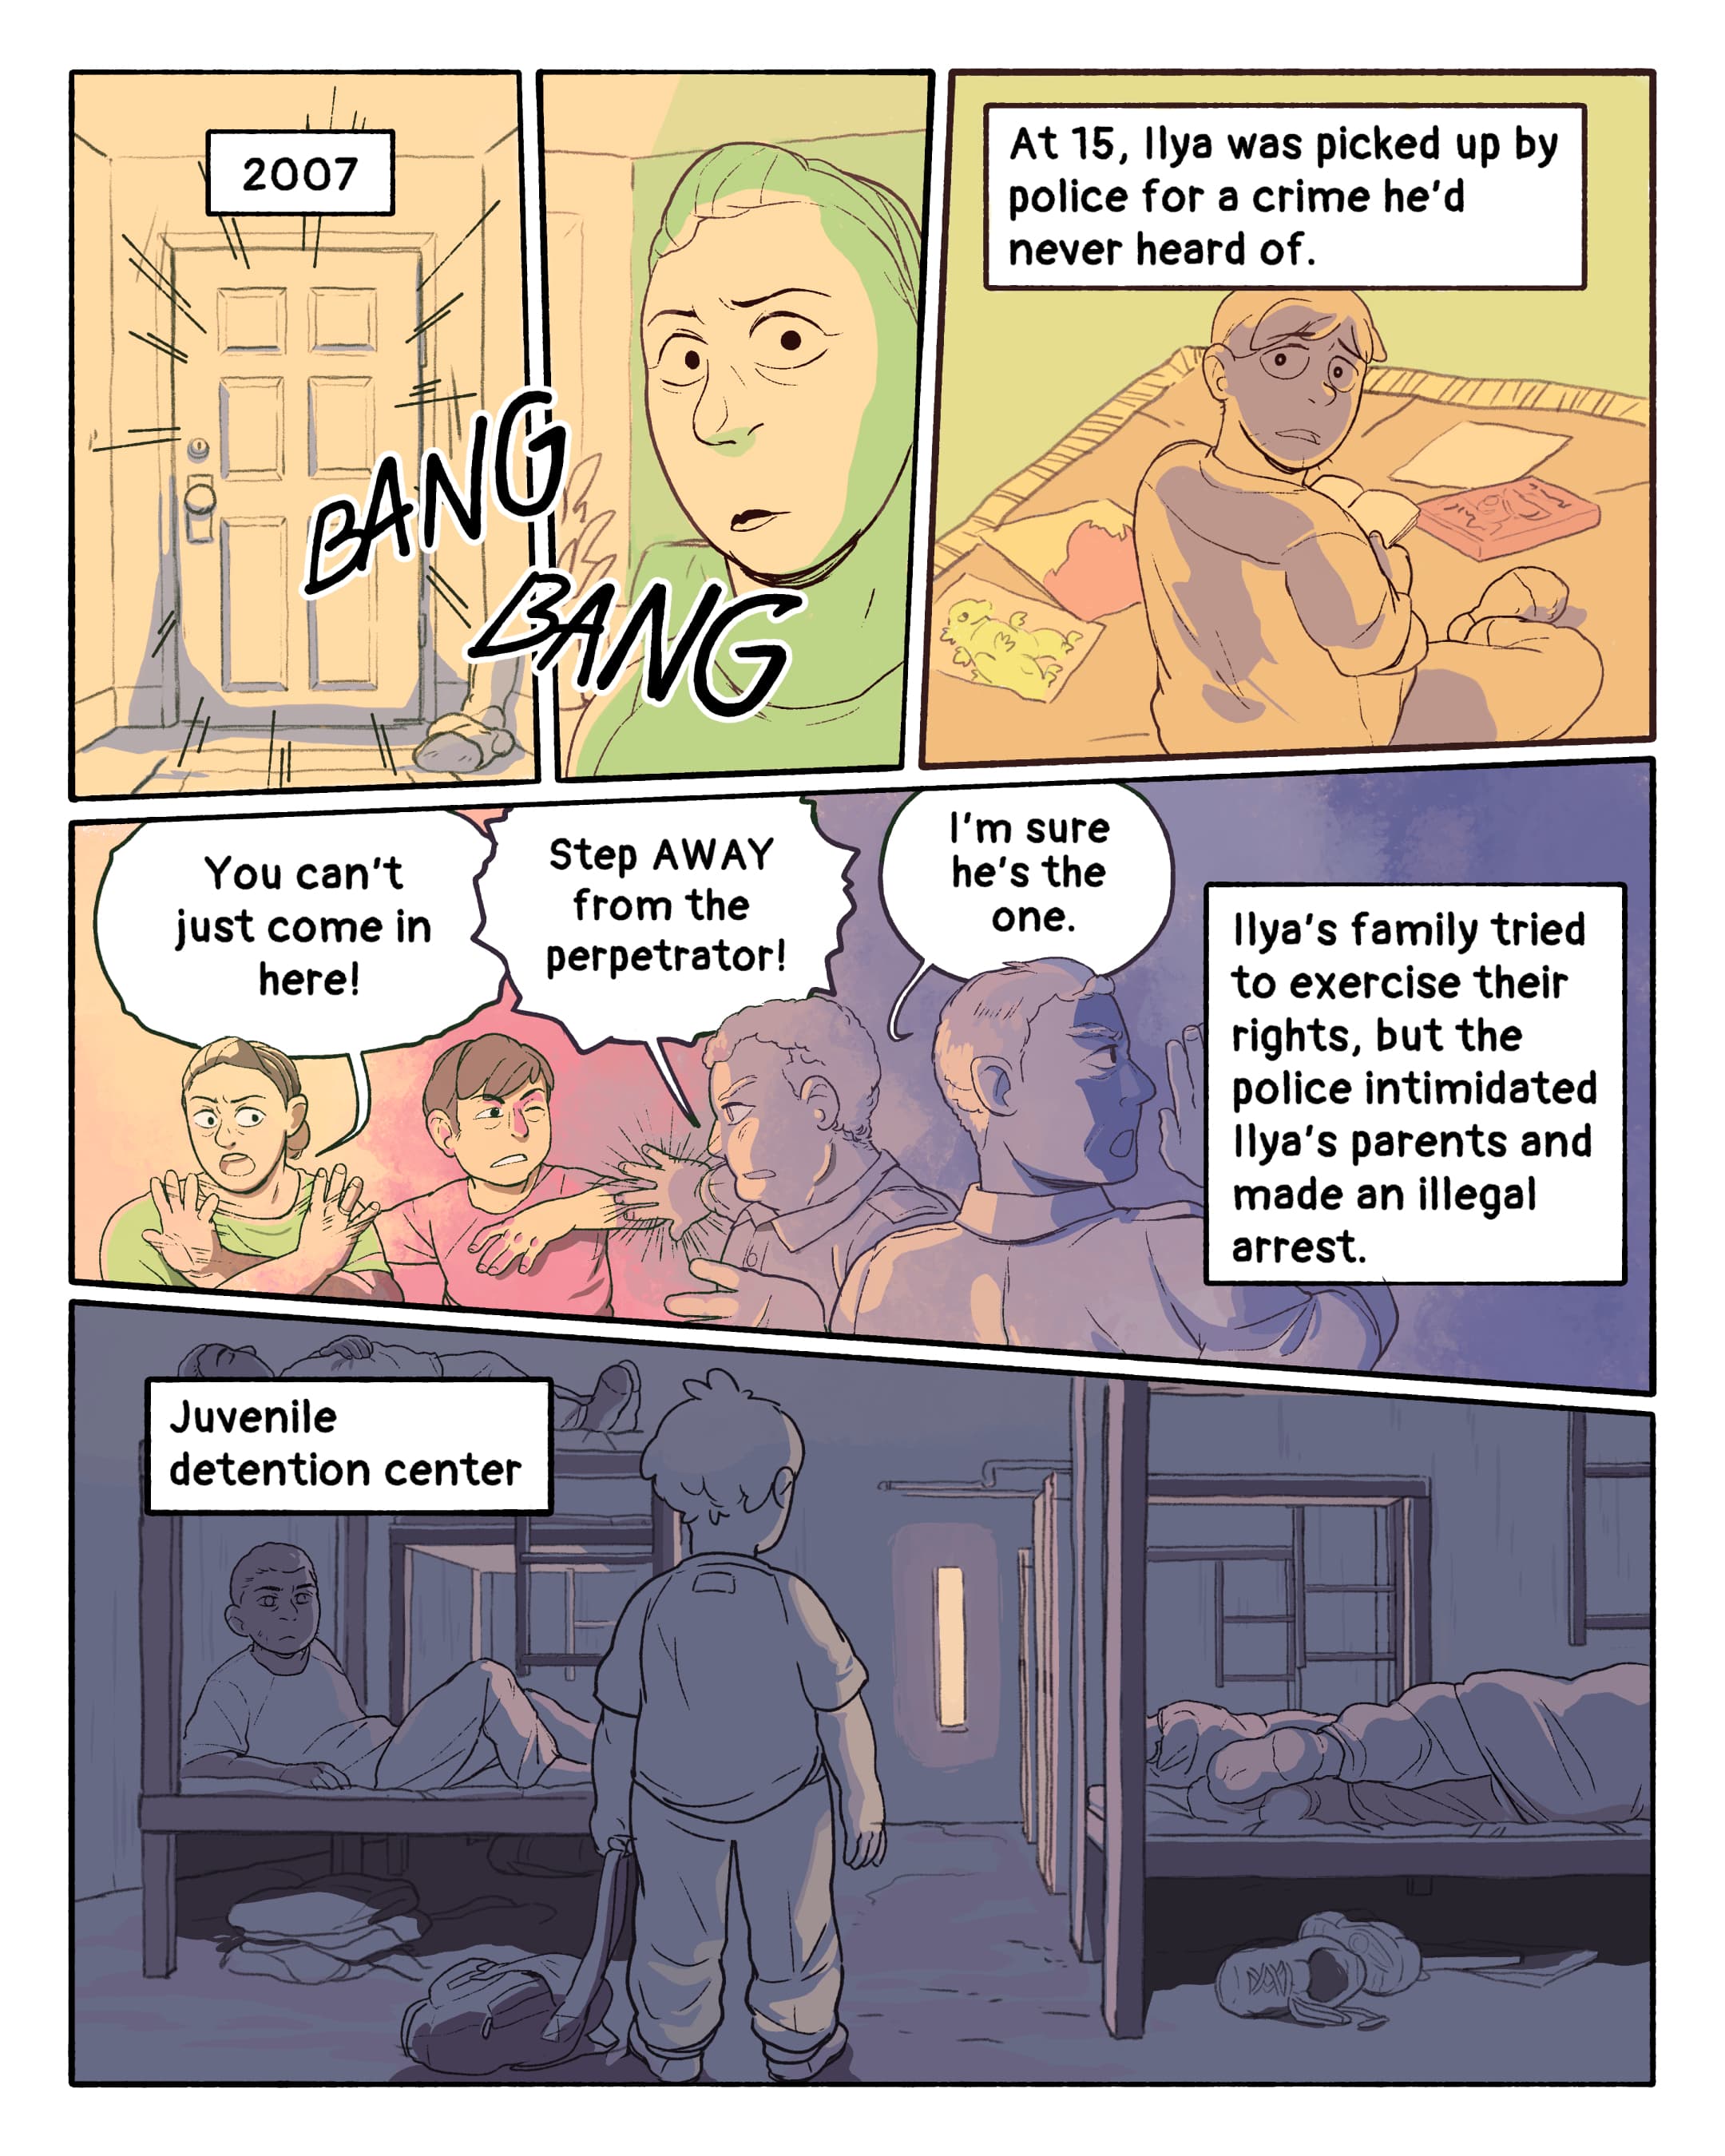 2007
BANG
BANG
At 15, Ilya was picked up by
police for a crime he'd
never heard of.
You can't
just come in
here!
Step AWAY
from the
perpetrator!
I'm sure
he's the
one.
Ilya's family tried
to exercise their
rights, but the
police intimidated
Ilya's parents and
made an illegal
arrest.
Juvenile
detention center